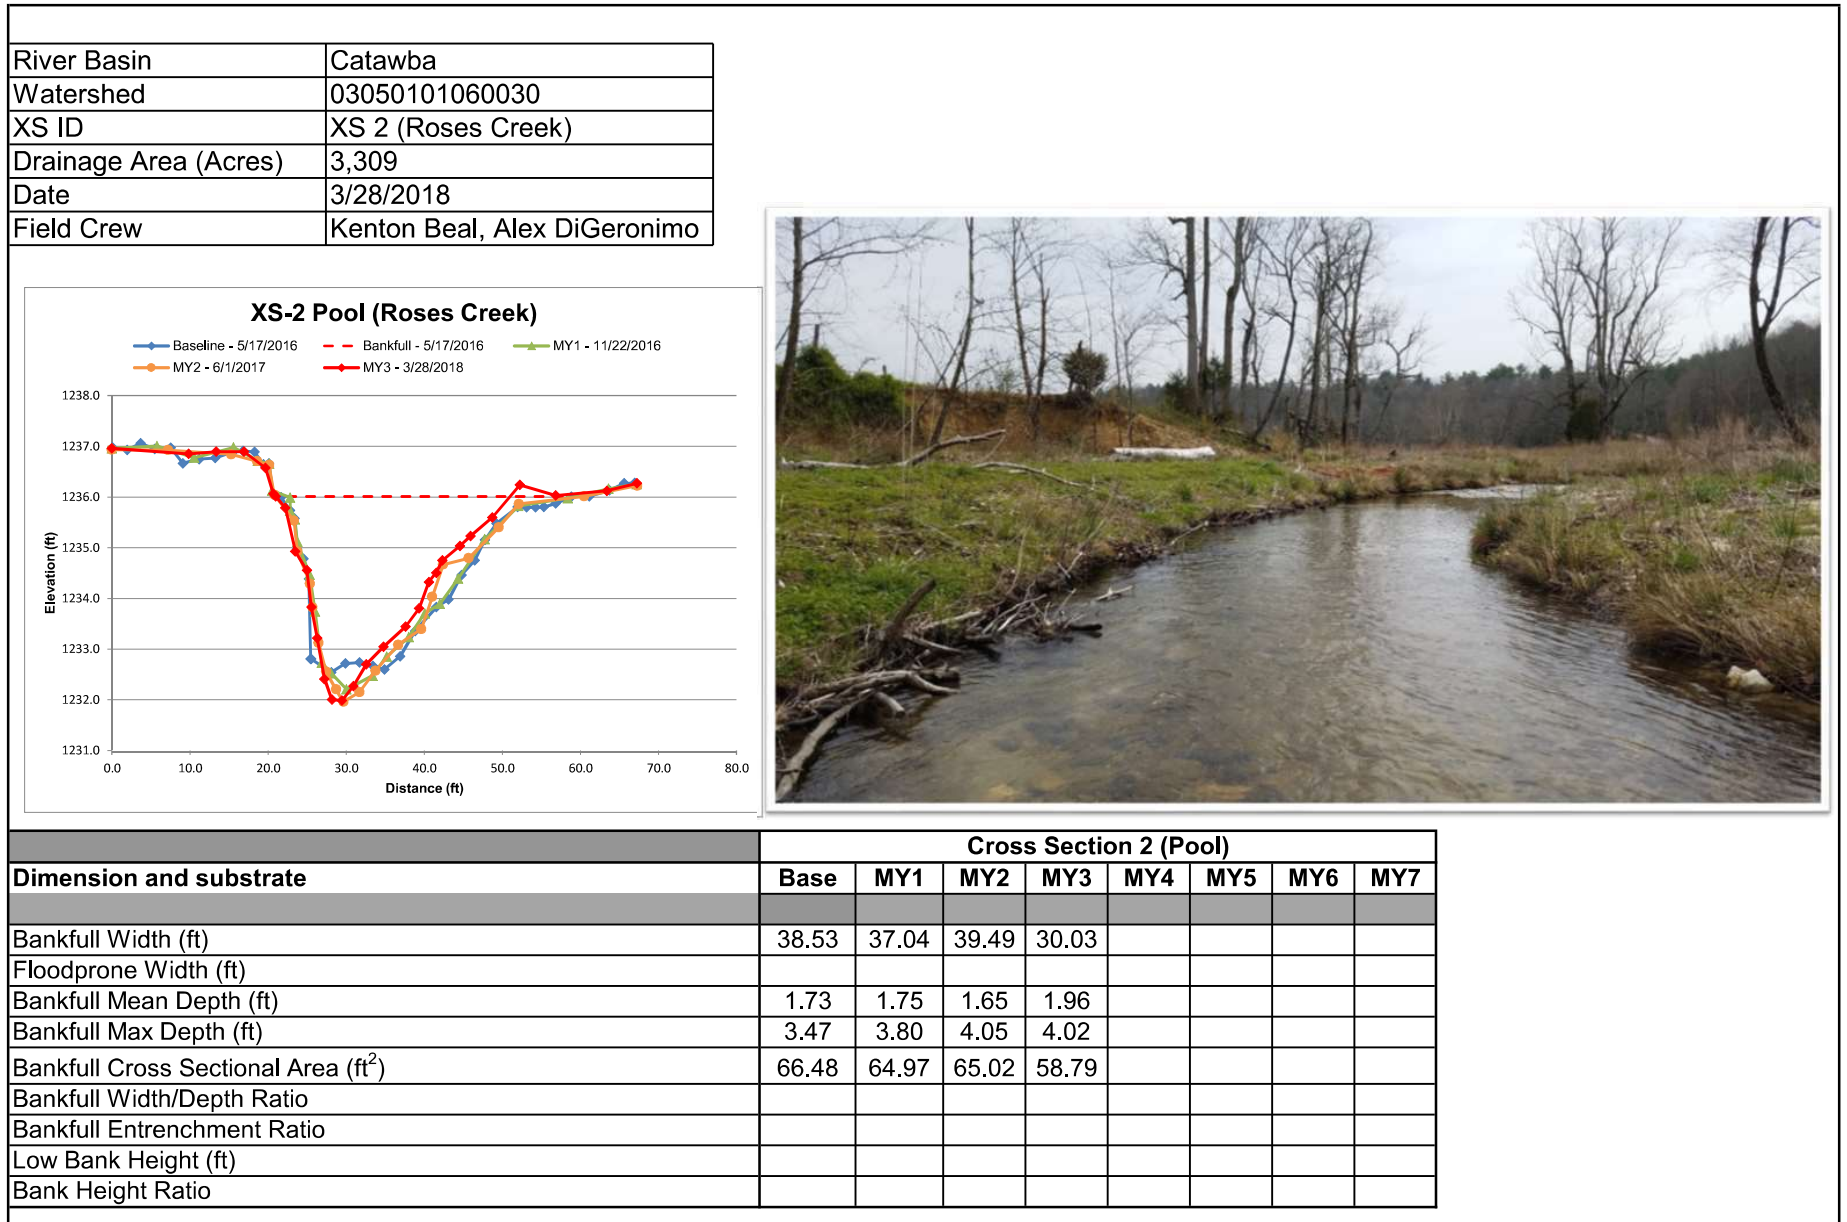 River Basin Catawba
Watershed 03050101060030
XS ID XS 2 (Roses Creek)
Drainage Area (Acres) 3,309
Date 3/28/2018
Field Crew Kenton Beal, Alex DiGeronimo
XS-2 Pool (Roses Creek)
Baseline - 5/17/2016 Bankfull - 5/17/2016 MY1 - 11/22/2016
MY2 - 6/1/2017 MY3 - 3/28/2018
1238.0
1237.0
1236.0
1235.0
1234.0
1233.0
1232.0
1231.0
Elevation (ft)
0.0 10.0 20.0 30.0 40.0 50.0 60.0 70.0 80.0
Distance (ft)
Cross Section 2 (Pool)
Dimension and substrate Base MY1 MY2 MY3 MY4 MY5 MY6 MY7
Bankfull Width (ft) 38.53 37.04 39.49 30.03
Floodprone Width (ft)
Bankfull Mean Depth (ft) 1.73 1.75 1.65 1.96
Bankfull Max Depth (ft) 3.47 3.80 4.05 4.02
Bankfull Cross Sectional Area (ft²) 66.48 64.97 65.02 58.79
Bankfull Width/Depth Ratio
Bankfull Entrenchment Ratio
Low Bank Height (ft)
Bank Height Ratio